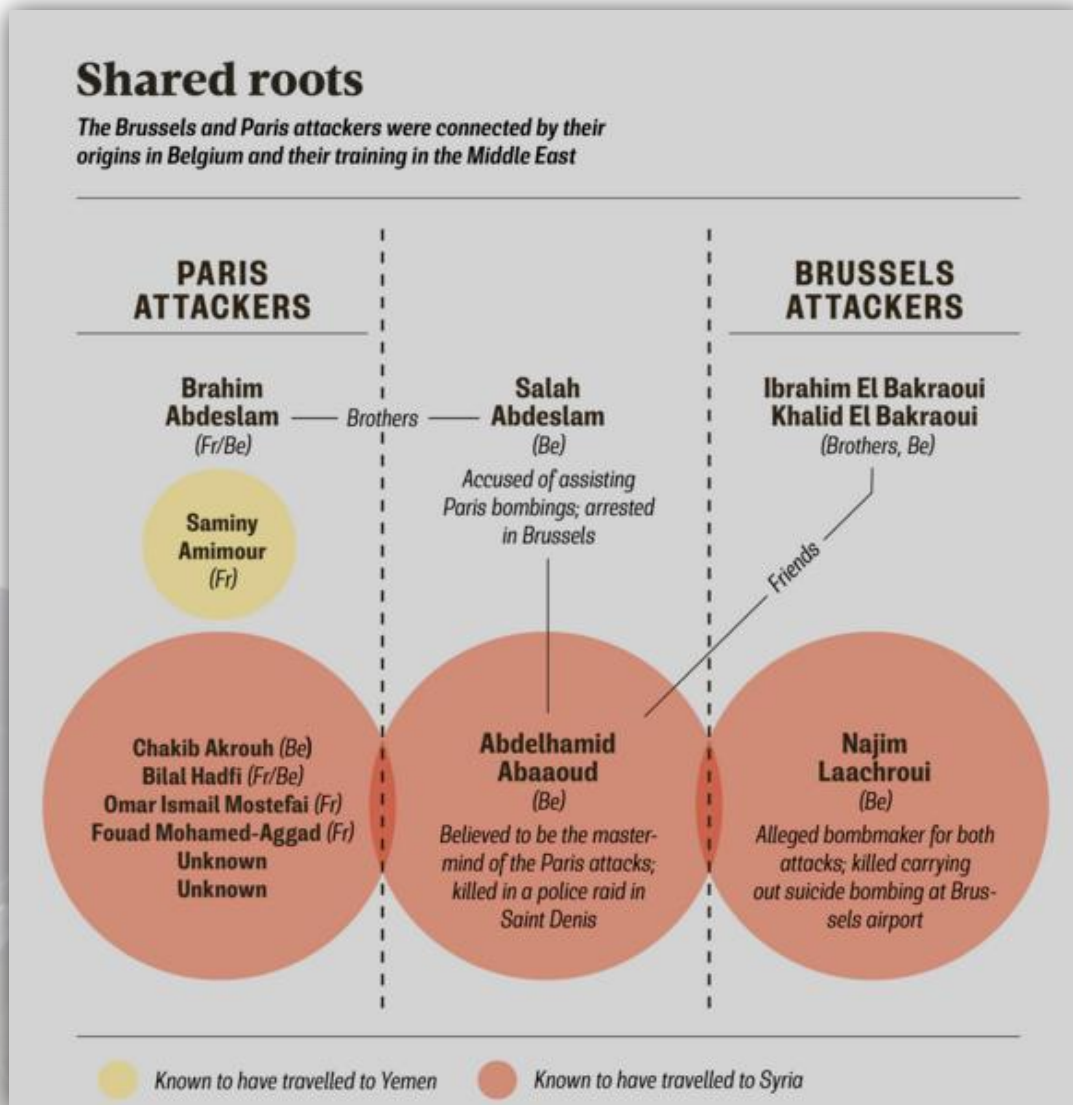 Shared roots
The Brussels and Paris attackers were connected by their
origins in Belgium and their training in the Middle East
PARIS
ATTACKERS
Brahim
Abdeslam
(Fr/Be)
Brothers
Saminy
Amimour
(Fr)
Chakib Akrouh (Be)
Bilal Hadfi (Fr/Be)
Omar Ismail Mostefai (Fr)
Fouad Mohamed-Aggad (Fr)
Unknown
Unknown
Salah
Abdeslam
(Be)
Accused of assisting
Paris bombings; arrested
in Brussels
Abdelhamid
Abaaoud
(Be)
Believed to be the master-
mind of the Paris attacks;
killed in a police raid in
Saint Denis
BRUSSELS
ATTACKERS
Ibrahim El Bakraoui
Khalid El Bakraoui
(Brothers, Be)
Friends
Najim
Laachroui
(Be)
Alleged bombmaker for both
attacks; killed carrying
out suicide bombing at Brus-
sels airport
Known to have travelled to Yemen
Known to have travelled to Syria